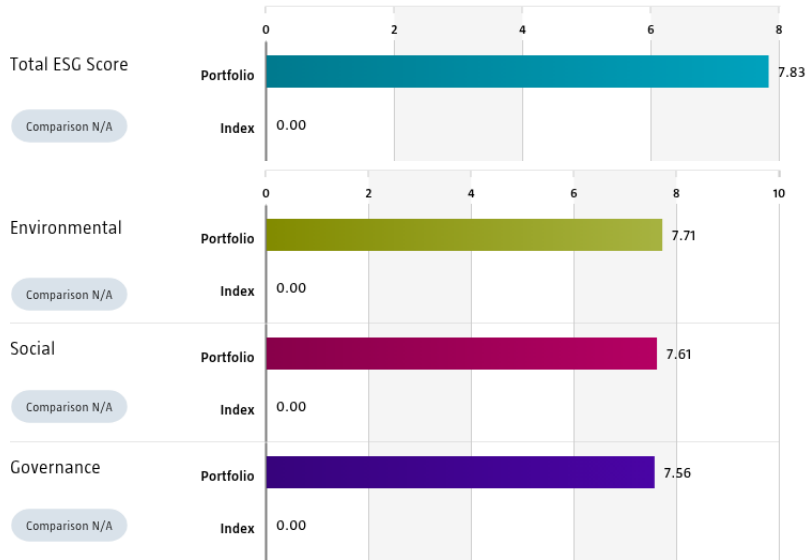 0 2 4 6 8
Total ESG Score
Portfolio 7.83
Comparison N/A
Index 0.00
0 2 4 6 8 10
Environmental
Portfolio 7.71
Comparison N/A
Index 0.00
Social
Portfolio 7.61
Comparison N/A
Index 0.00
Governance
Portfolio 7.56
Comparison N/A
Index 0.00